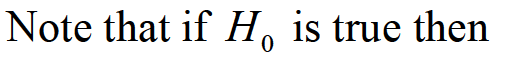 Note that if H₀ is true then